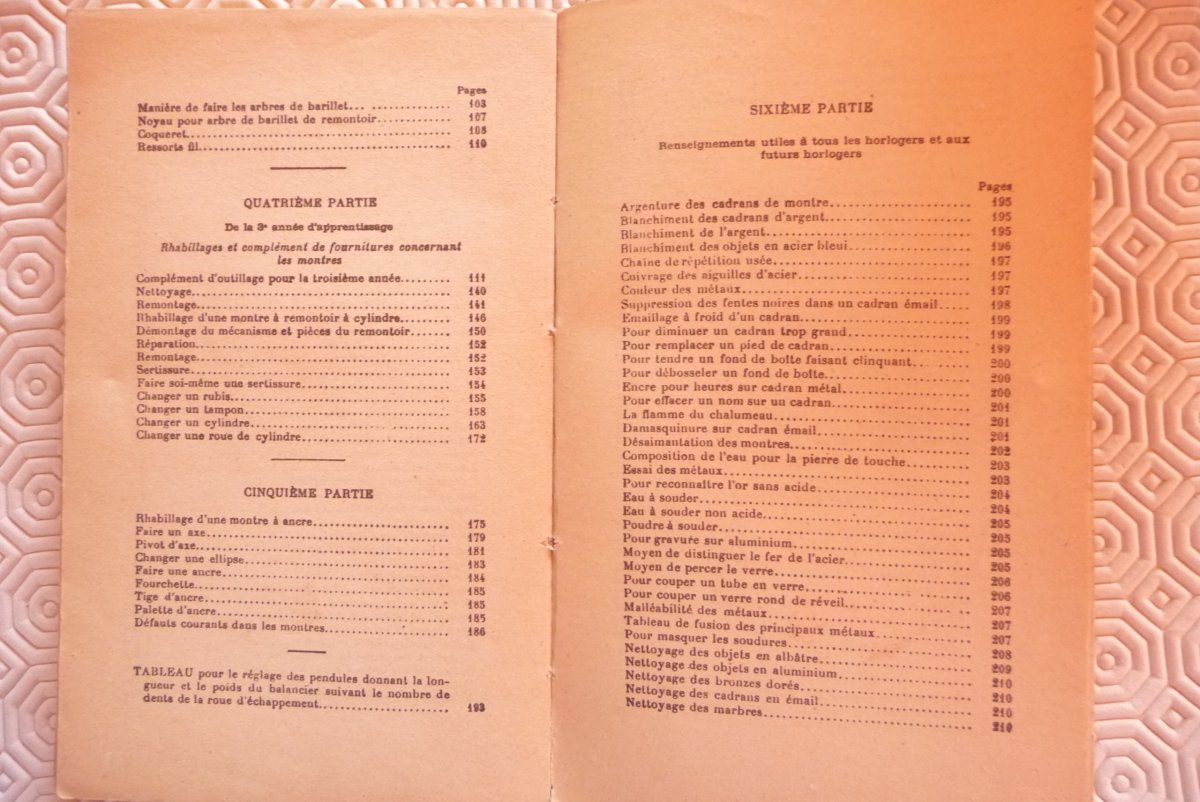 Pages
Manière de faire les arbres de barillet... .............. 103
Noyau pour arbre de barillet de remontoir............. 107
Coqueret.................................................. 108
Ressorts fil................................................ 110
QUATRIÈME PARTIE
De la 3e année d'apprentissage
Rhabillages et complément de fournitures concernant
les montres
Complément d'outillage pour la troisième année......... 111
Nettoyage.................................................. 140
Remontage................................................. 141
Rhabillage d'une montre à remontoir à cylindre......... 146
Démontage du mécanisme et pièces du remontoir....... 150
Réparation................................................. 152
Remontage................................................. 152
Sertissure................................................... 153
Faire soi-même une sertissure............................ 154
Changer un rubis.......................................... 155
Changer un tampon........................................ 158
Changer un cylindre....................................... 163
Changer une roue de cylindre............................. 172
CINQUIÈME PARTIE
Rhabillage d'une montre à ancre.......................... 175
Faire un axe................................................ 179
Pivot d'axe................................................. 181
Changer une ellipse........................................ 183
Faire une ancre............................................ 184
Fourchette.................................................. 185
Tige d'ancre................................................ 185
Palette d'ancre............................................. 185
Défauts courants dans les montres........................ 186
TABLEAU pour le réglage des pendules donnant la lon-
gueur et le poids du balancier suivant le nombre de
dents de la roue d'échappement....................... 193
SIXIÈME PARTIE
Renseignements utiles à tous les horlogers et aux
futurs horlogers
Pages
Argenture des cadrans de montre....................... 195
Blanchiment des cadrans d'argent....................... 195
Blanchiment de l'argent................................ 195
Blanchiment des objets en acier bleui................... 196
Chaîne de répétition usée............................... 197
Cuivrage des aiguilles d'acier........................... 197
Couleur des métaux..................................... 197
Suppression des fentes noires dans un cadran émail..... 198
Emaillage à froid d'un cadran........................... 199
Pour diminuer un cadran trop grand.................... 199
Pour remplacer un pied de cadran...................... 199
Pour tendre un fond de boîte faisant clinquant.. ...... 200
Pour débosseler un fond de boîte....................... 200
Encre pour heures sur cadran métal.................... 200
Pour effacer un nom sur un cadran..................... 201
La flamme du chalumeau............................... 201
Damasquinure sur cadran émail........................ 201
Désaimantation des montres............................ 202
Composition de l'eau pour la pierre de touche......... 203
Essai des métaux....................................... 203
Pour reconnaître l'or sans acide........................ 204
Eau à souder........................................... 204
Eau à souder non acide................................. 205
Poudre à souder........................................ 205
Pour gravure sur aluminium............................ 205
Moyen de distinguer le fer de l'acier.................... 205
Moyen de percer le verre............................... 206
Pour couper un tube en verre.......................... 206
Pour couper un verre rond de réveil.................... 207
Malléabilité des métaux................................. 207
Tableau de fusion des principaux métaux.............. 207
Pour masquer les soudures............................. 208
Nettoyage des objets en albâtre......................... 209
Nettoyage des objets en aluminium..................... 210
Nettoyage des bronzes dorés............................ 210
Nettoyage des cadrans en émail......................... 210
Nettoyage des marbres................................. 210